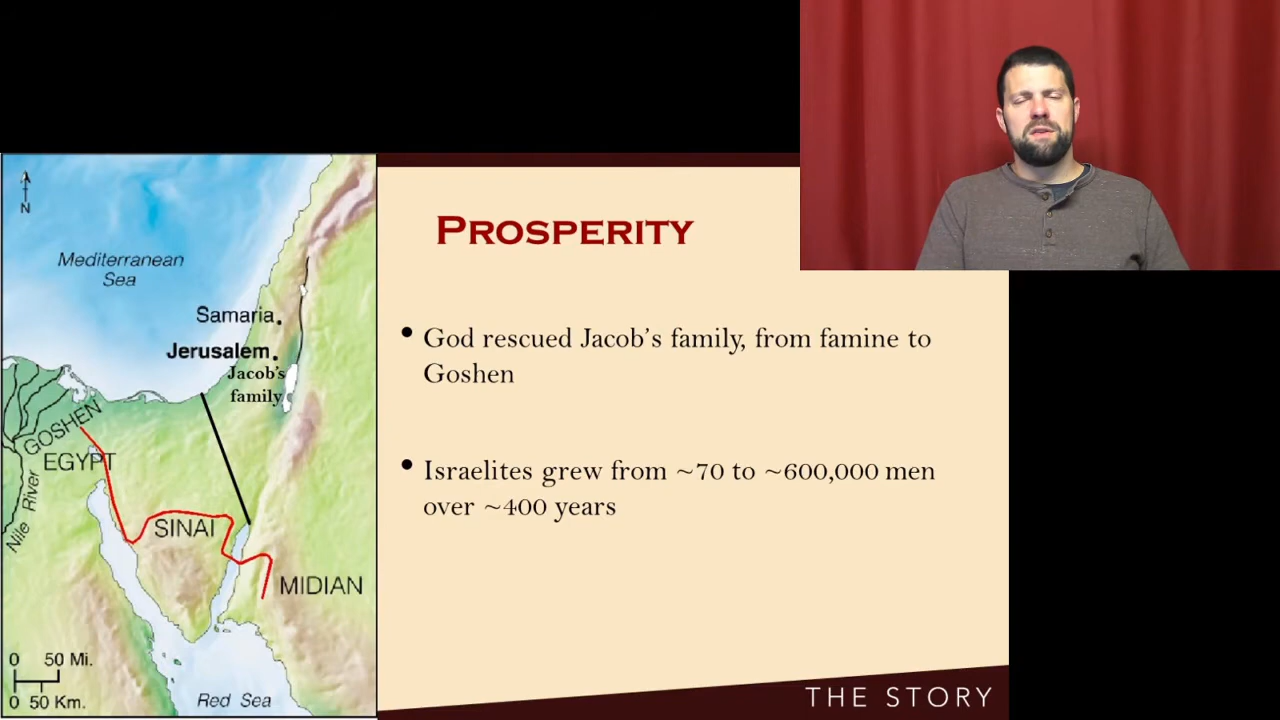 N
Mediterranean
Sea
Samaria
Jerusalem
Jacob's
family
GOSHEN
EGYPT
Nile River
SINAI
MIDIAN
0 50 Mi.
0 50 Km.
Red Sea
PROSPERITY
• God rescued Jacob's family, from famine to
Goshen
• Israelites grew from ~70 to ~600,000 men
over ~400 years
THE STORY